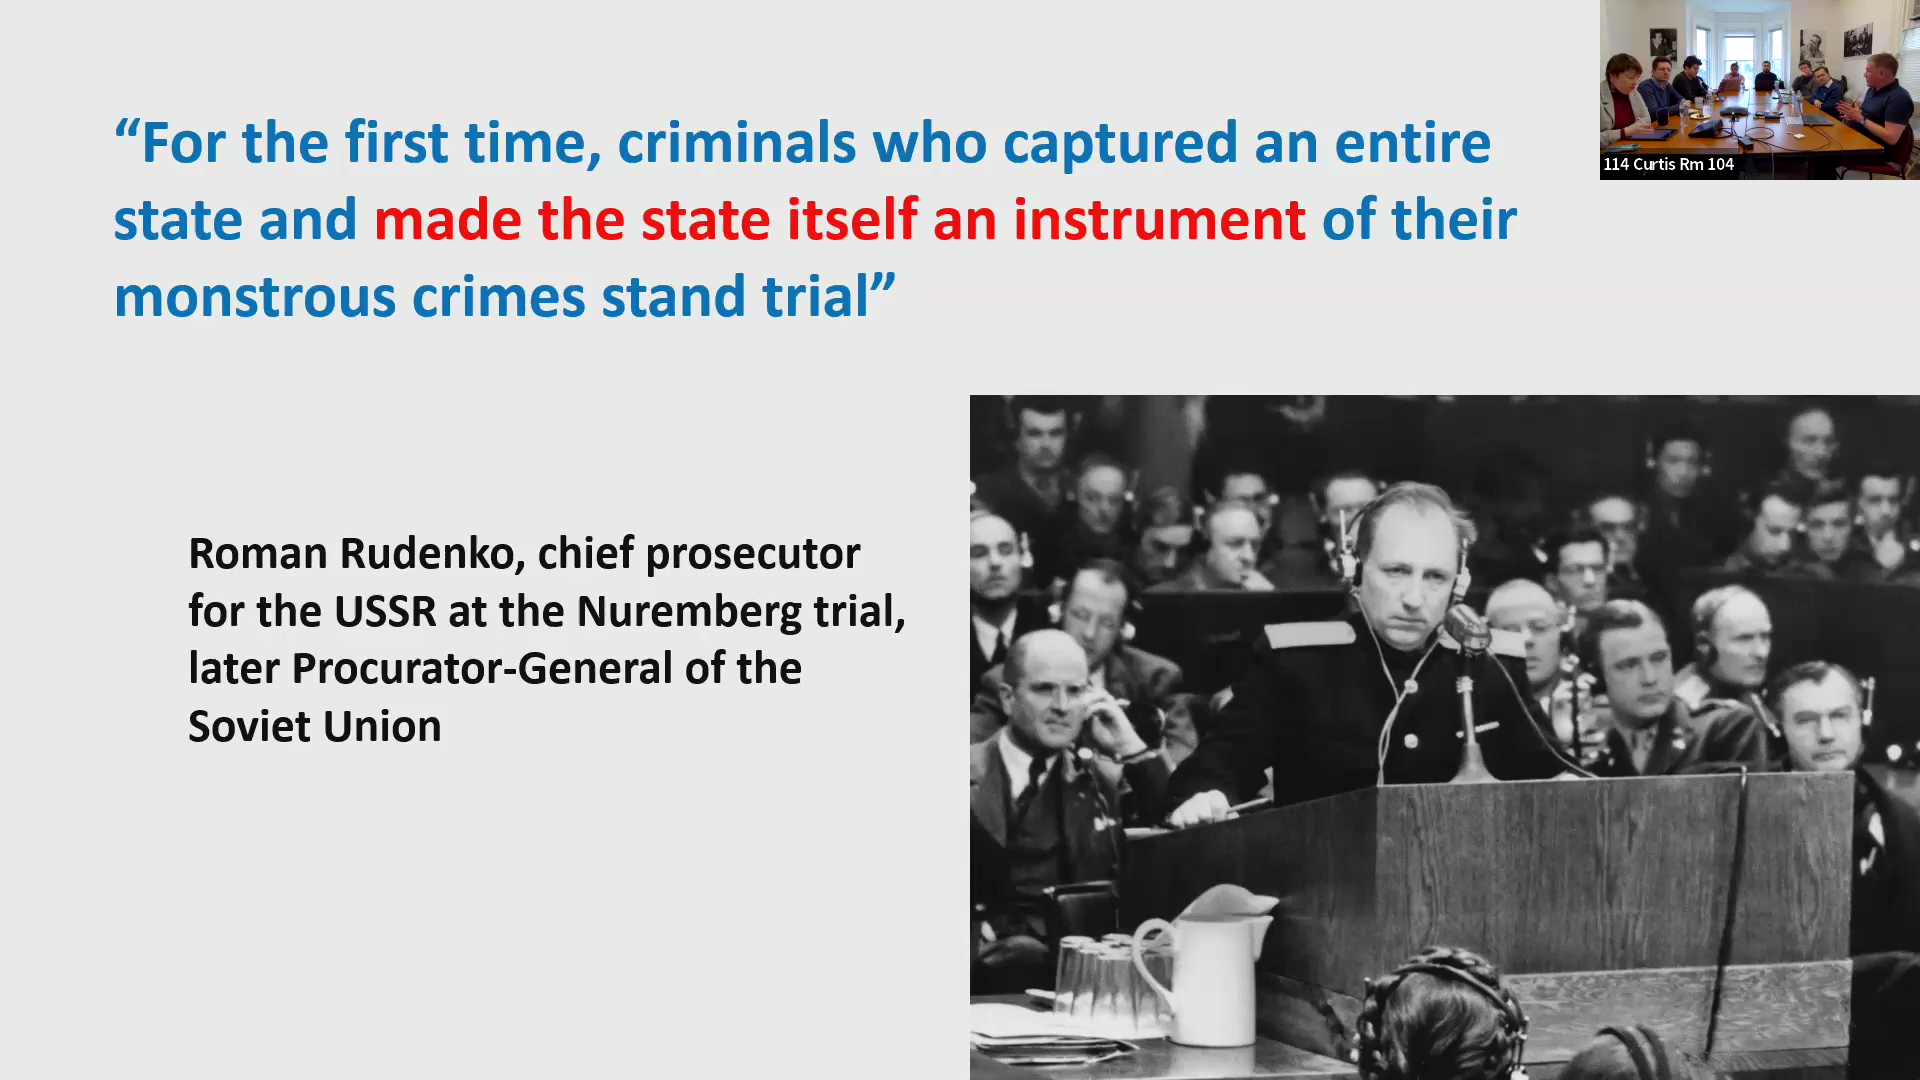 “For the first time, criminals who captured an entire
state and made the state itself an instrument of their
monstrous crimes stand trial”
114 Curtis Rm 104
Roman Rudenko, chief prosecutor
for the USSR at the Nuremberg trial,
later Procurator-General of the
Soviet Union